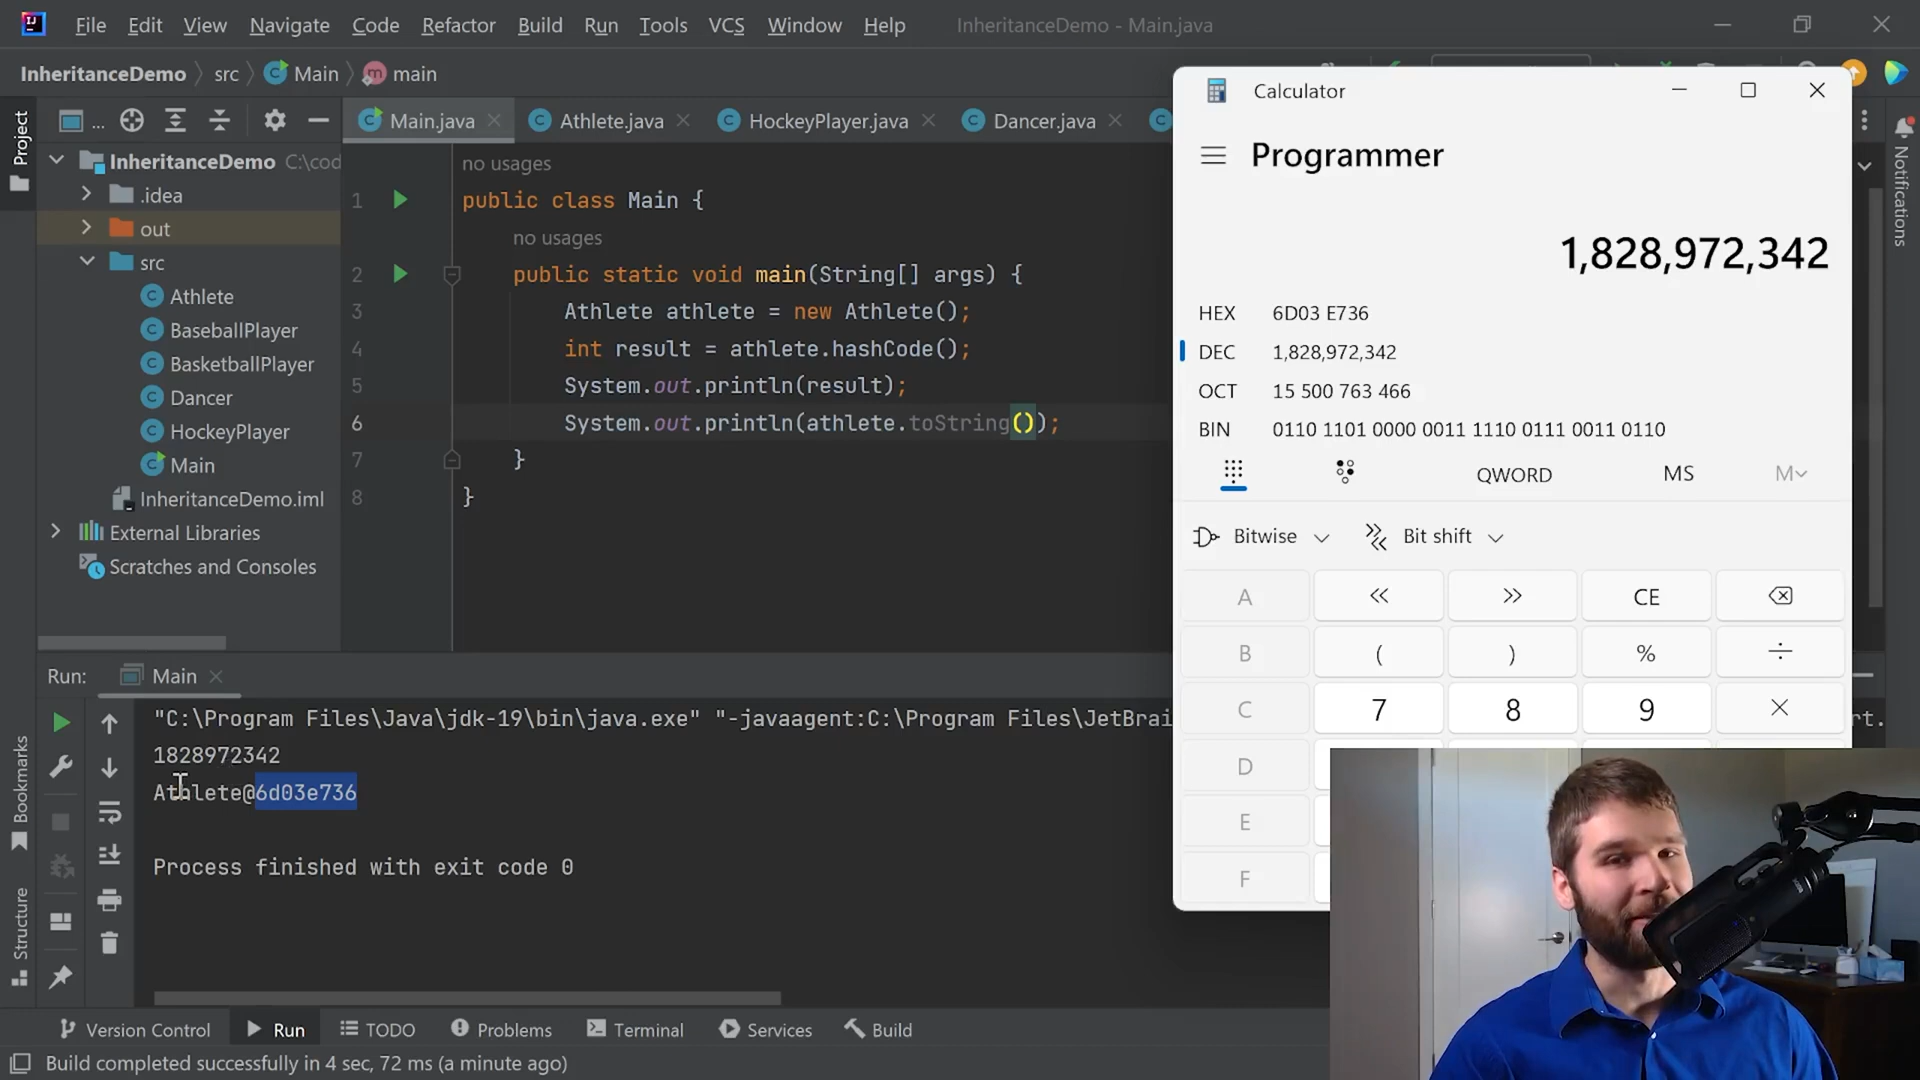 File Edit View Navigate Code Refactor Build Run Tools VCS Window Help InheritanceDemo - Main.java
InheritanceDemo src Main m main
Project
...
Main.java Athlete.java HockeyPlayer.java Dancer.java
InheritanceDemo C:\cod
.idea
out
src
Athlete
BaseballPlayer
BasketballPlayer
Dancer
HockeyPlayer
Main
InheritanceDemo.iml
External Libraries
Scratches and Consoles
no usages
1 public class Main {
no usages
2 public static void main(String[] args) {
3 Athlete athlete = new Athlete();
4 int result = athlete.hashCode();
5 System.out.println(result);
6 System.out.println(athlete.toString());
7 }
8 }
Notifications
Calculator
Programmer
1,828,972,342
HEX 6D03 E736
DEC 1,828,972,342
OCT 15 500 763 466
BIN 0110 1101 0000 0011 1110 0111 0011 0110
QWORD MS M
Bitwise Bit shift
A << >> CE
B ( ) % ÷
C 7 8 9 ×
D
E
F
Run: Main
"C:\Program Files\Java\jdk-19\bin\java.exe" "-javaagent:C:\Program Files\JetBrai
rt.
1828972342
Athlete@6d03e736
Process finished with exit code 0
Bookmarks
Structure
Version Control Run TODO Problems Terminal Services Build
Build completed successfully in 4 sec, 72 ms (a minute ago)